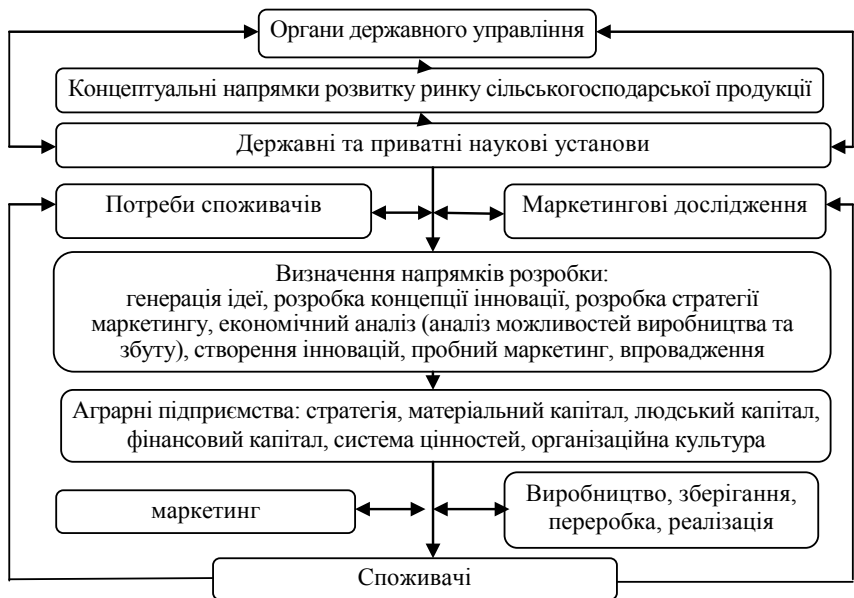 Органи державного управління
Концептуальні напрямки розвитку ринку сільськогосподарської продукції
Державні та приватні наукові установи
Потреби споживачів
Маркетингові дослідження
Визначення напрямків розробки:
генерація ідеї, розробка концепції інновації, розробка стратегії
маркетингу, економічний аналіз (аналіз можливостей виробництва та
збуту), створення інновацій, пробний маркетинг, впровадження
Аграрні підприємства: стратегія, матеріальний капітал, людський капітал,
фінансовий капітал, система цінностей, організаційна культура
маркетинг
Виробництво, зберігання,
переробка, реалізація
Споживачі